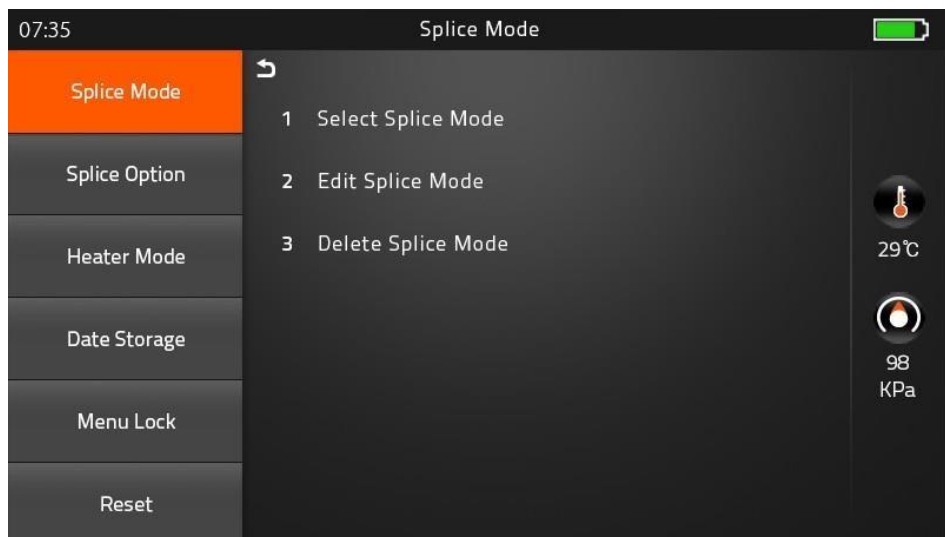 07:35
Splice Mode
Splice Mode
Splice Option
Heater Mode
Date Storage
Menu Lock
Reset
1 Select Splice Mode
2 Edit Splice Mode
3 Delete Splice Mode
29℃
98
KPa